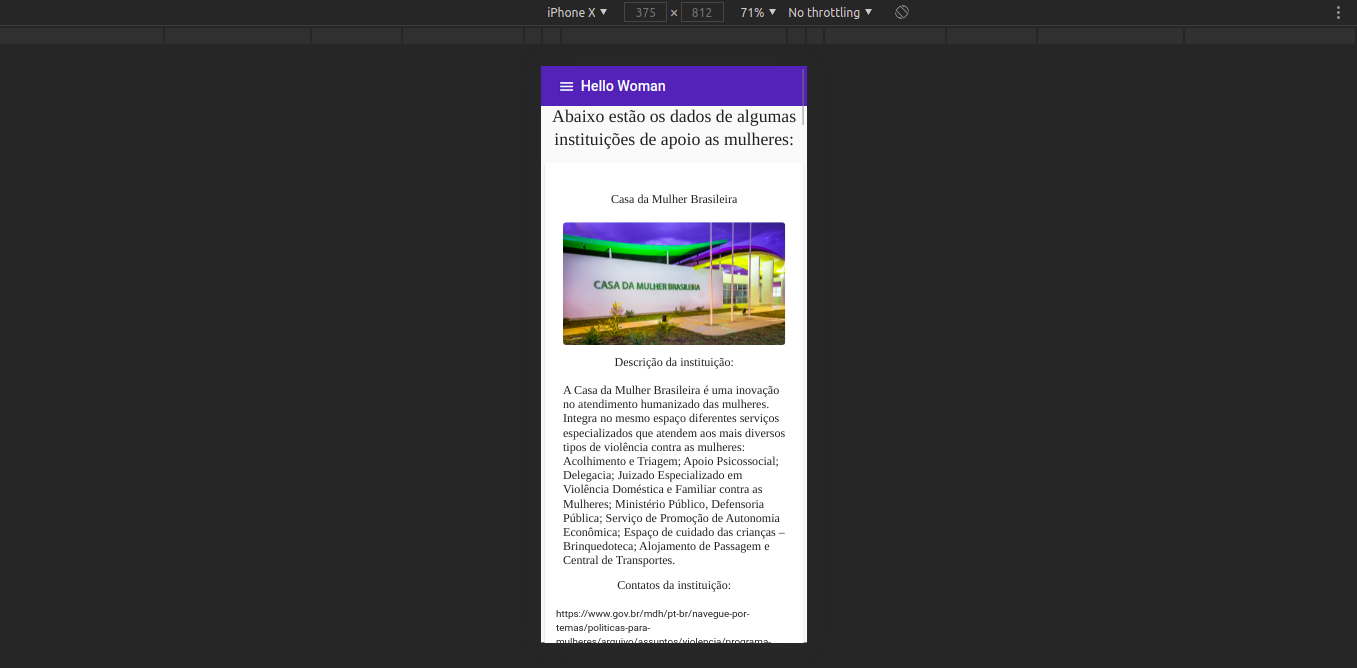 iPhone X ▼ 375 × 812 71% ▼ No throttling ▼
Hello Woman
Abaixo estão os dados de algumas
instituições de apoio as mulheres:
Casa da Mulher Brasileira
CASA DA MULHER BRASILEIRA
Descrição da instituição:
A Casa da Mulher Brasileira é uma inovação
no atendimento humanizado das mulheres.
Integra no mesmo espaço diferentes serviços
especializados que atendem aos mais diversos
tipos de violência contra as mulheres:
Acolhimento e Triagem; Apoio Psicossocial;
Delegacia; Juizado Especializado em
Violência Doméstica e Familiar contra as
Mulheres; Ministério Público, Defensoria
Pública; Serviço de Promoção de Autonomia
Econômica; Espaço de cuidado das crianças –
Brinquedoteca; Alojamento de Passagem e
Central de Transportes.
Contatos da instituição:
https://www.gov.br/mdh/pt-br/navegue-por-
temas/politicas-para-
mulheres/arquivo/assuntos/violencia/programa-